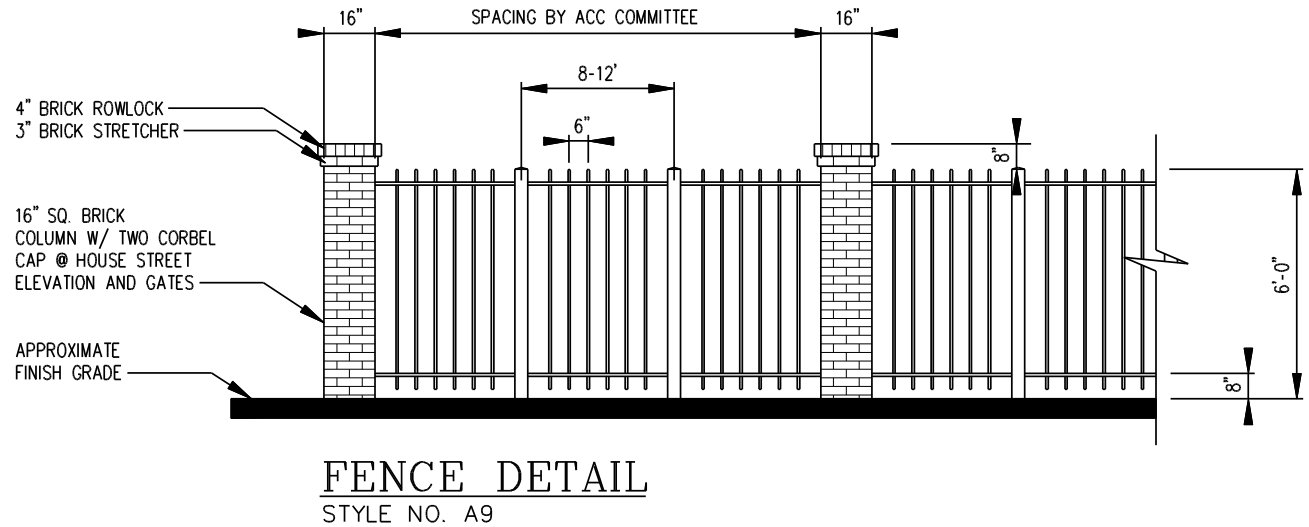 16"
SPACING BY ACC COMMITTEE
16"
8-12'
4" BRICK ROWLOCK
3" BRICK STRETCHER
6"
8"
16" SQ. BRICK
COLUMN W/ TWO CORBEL
CAP @ HOUSE STREET
ELEVATION AND GATES
6'-0"
APPROXIMATE
FINISH GRADE
8"
FENCE DETAIL
STYLE NO. A9